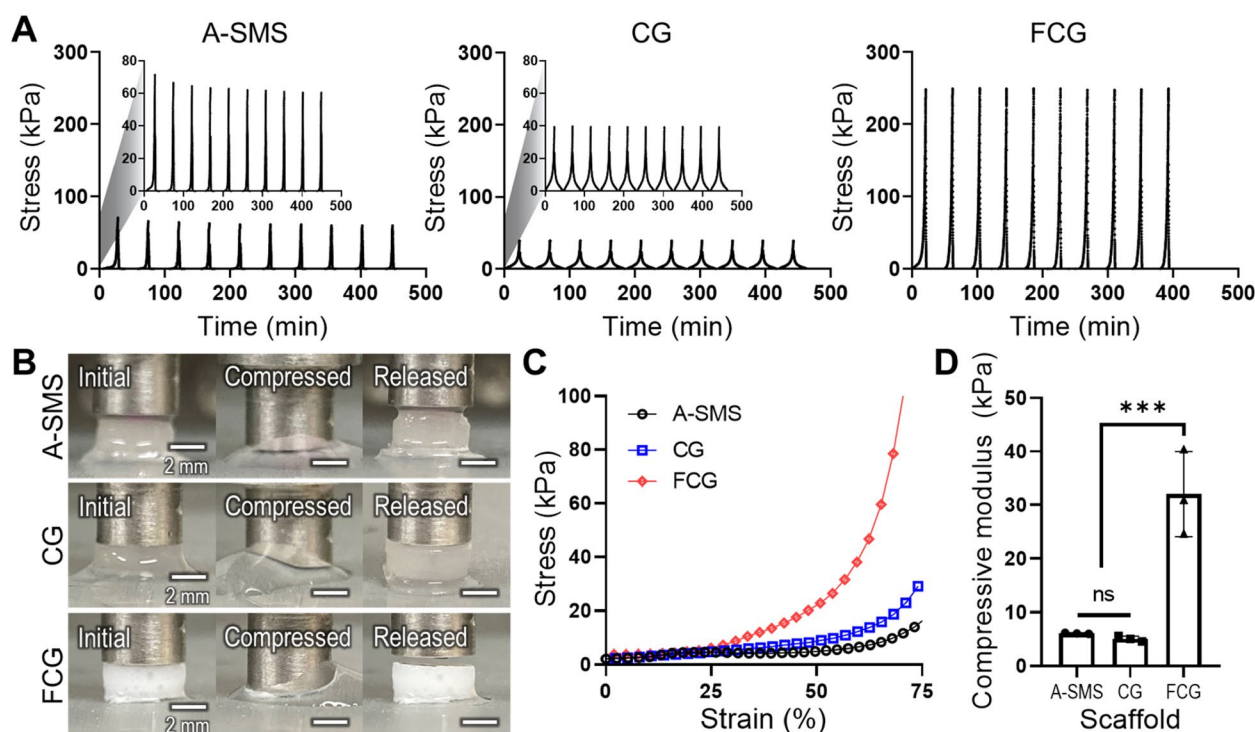 A
A-SMS
CG
FCG
Stress (kPa)
300
200
100
0
80
60
40
20
0
0 100 200 300 400 500
0 100 200 300 400 500
Time (min)
Stress (kPa)
300
200
100
0
80
60
40
20
0
0 100 200 300 400 500
0 100 200 300 400 500
Time (min)
Stress (kPa)
300
200
100
0
0 100 200 300 400 500
Time (min)
B
A-SMS
Initial
Compressed
Released
2 mm
CG
Initial
Compressed
Released
2 mm
FCG
Initial
Compressed
Released
2 mm
C
Stress (kPa)
100
80
60
40
20
0
A-SMS
CG
FCG
0 25 50 75
Strain (%)
D
Compressive modulus (kPa)
50
40
30
20
10
0
***
ns
A-SMS CG FCG
Scaffold